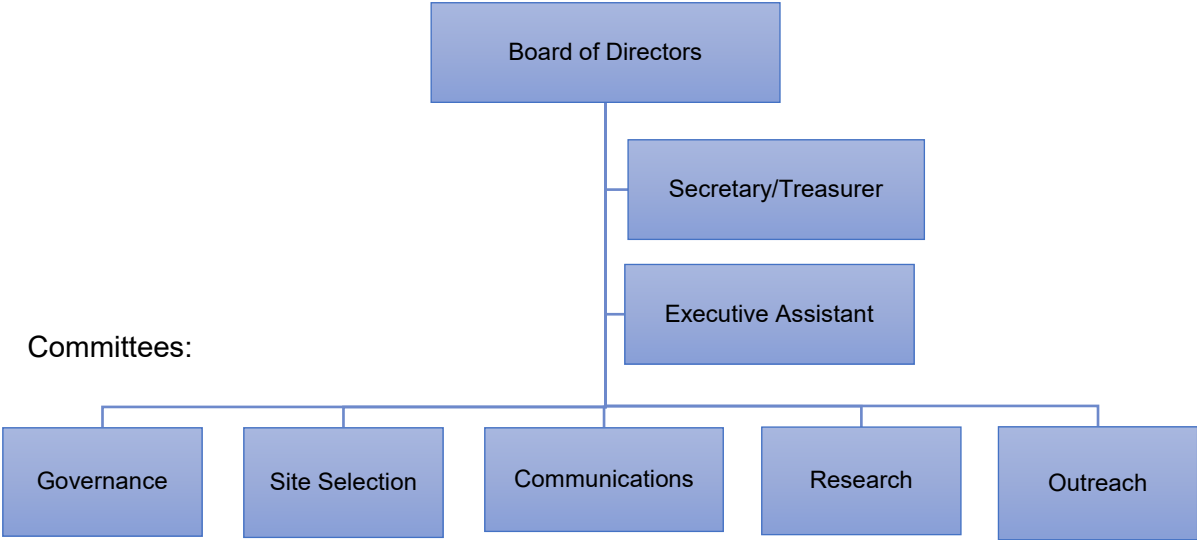 Board of Directors
Secretary/Treasurer
Executive Assistant
Committees:
Governance
Site Selection
Communications
Research
Outreach